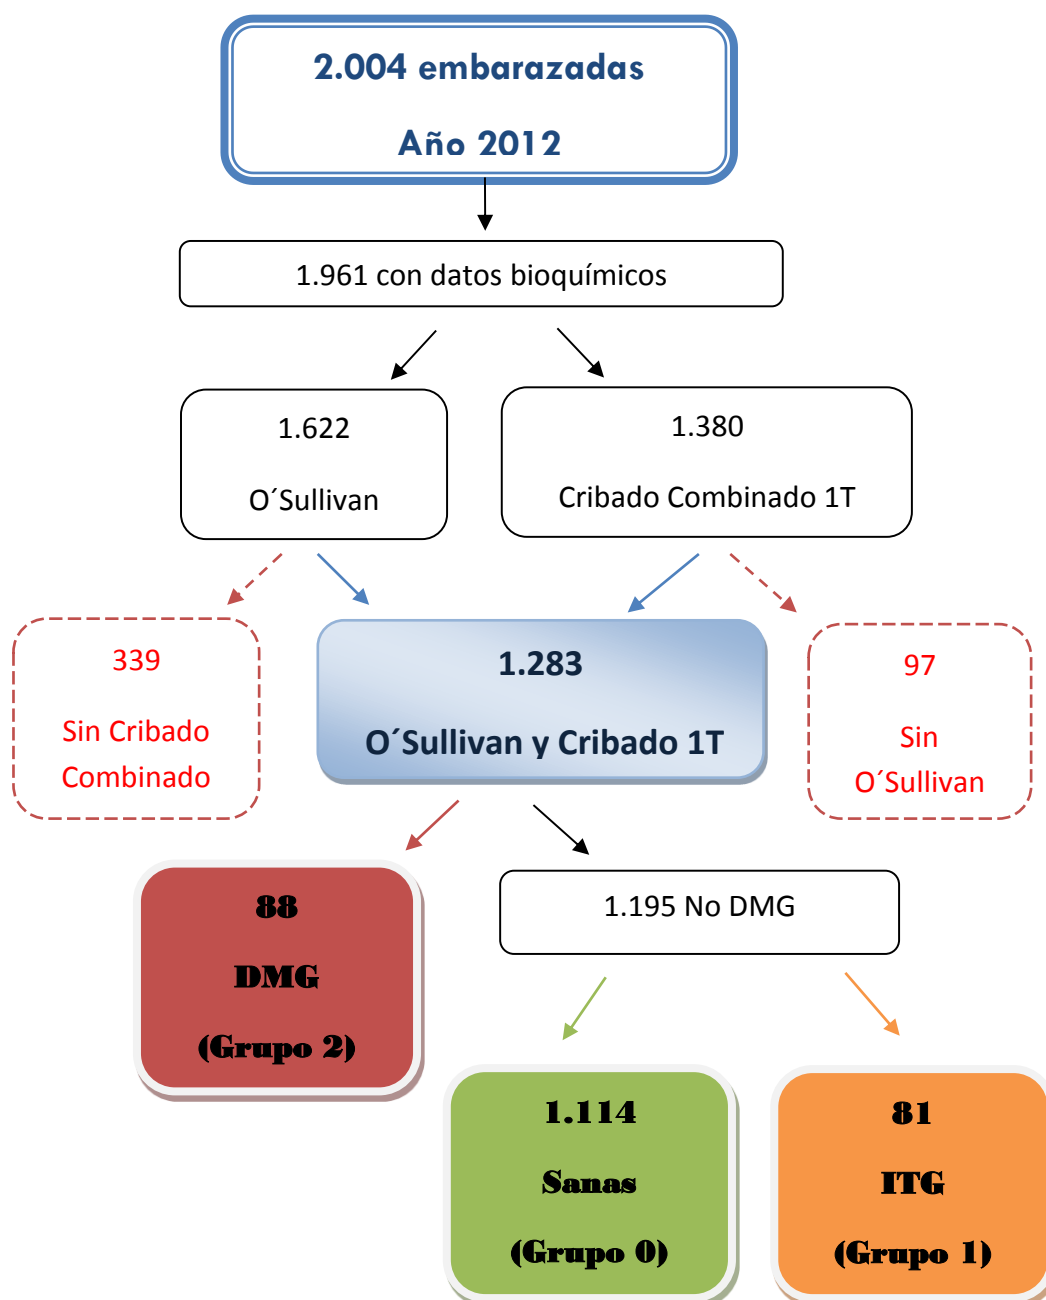 2.004 embarazadas
Año 2012
1.961 con datos bioquímicos
1.622
O´Sullivan
1.380
Cribado Combinado 1T
339
Sin Cribado
Combinado
1.283
O´Sullivan y Cribado 1T
97
Sin
O´Sullivan
88
DMG
(Grupo 2)
1.195 No DMG
1.114
Sanas
(Grupo 0)
81
ITG
(Grupo 1)